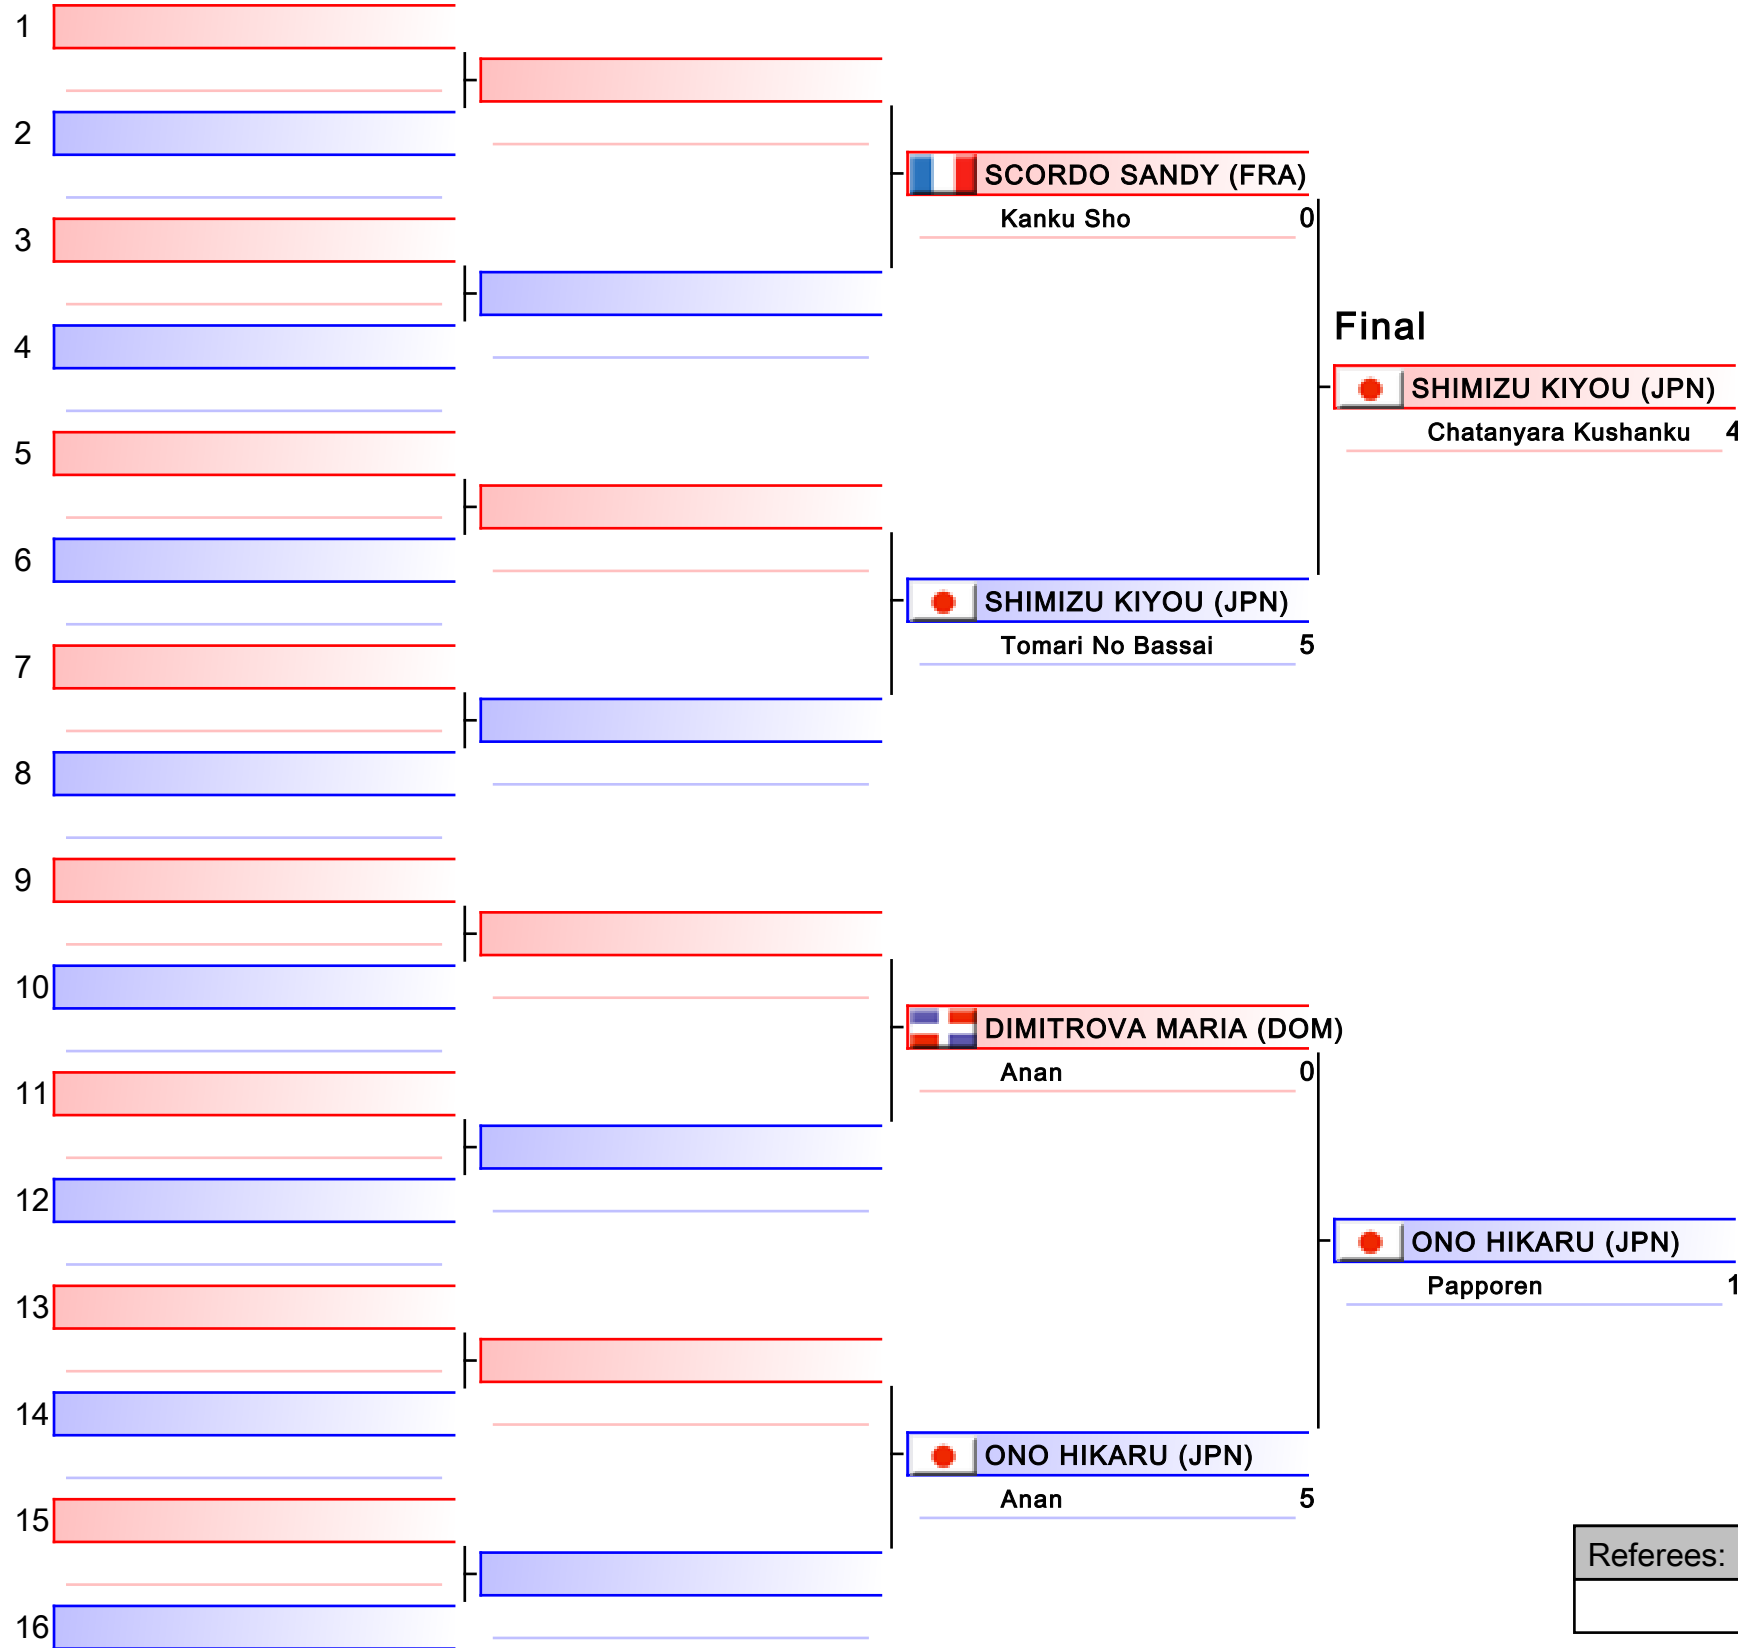 1
2
SCORDO SANDY (FRA)
Kanku Sho 0
3
Final
4
SHIMIZU KIYOU (JPN)
Chatanyara Kushanku 4
5
6
SHIMIZU KIYOU (JPN)
Tomari No Bassai 5
7
8
9
10
DIMITROVA MARIA (DOM)
Anan 0
11
12
ONO HIKARU (JPN)
Papporen 1
13
14
ONO HIKARU (JPN)
Anan 5
15
Referees:
16